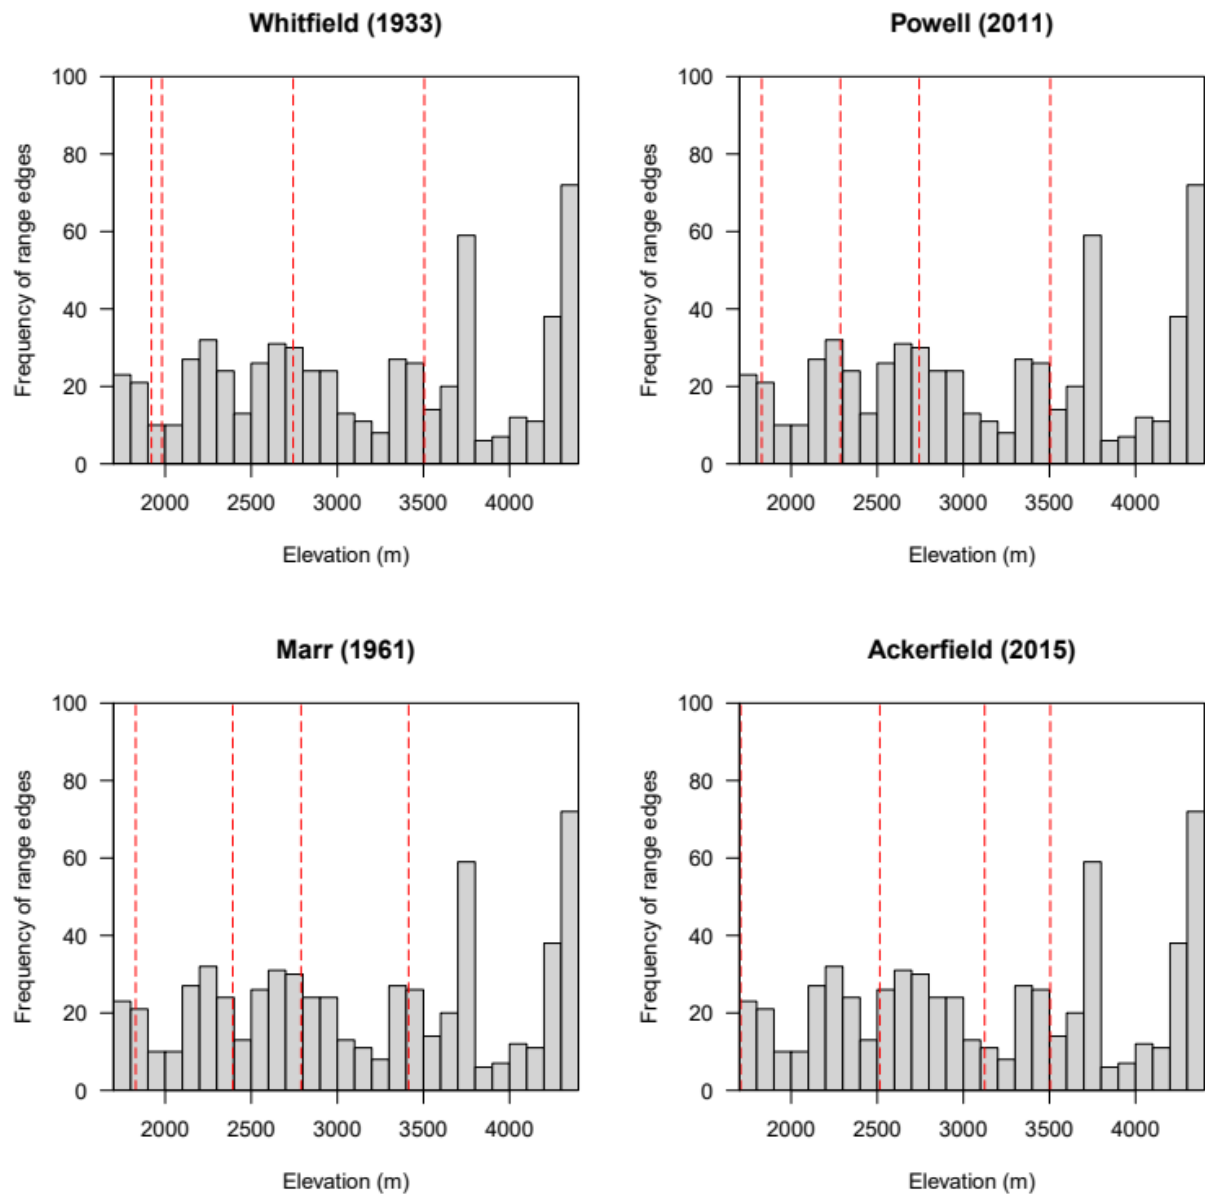 Whitfield (1933)
Frequency of range edges
100
80
60
40
20
0
2000 2500 3000 3500 4000
Elevation (m)
Powell (2011)
Frequency of range edges
100
80
60
40
20
0
2000 2500 3000 3500 4000
Elevation (m)
Marr (1961)
Frequency of range edges
100
80
60
40
20
0
2000 2500 3000 3500 4000
Elevation (m)
Ackerfield (2015)
Frequency of range edges
100
80
60
40
20
0
2000 2500 3000 3500 4000
Elevation (m)